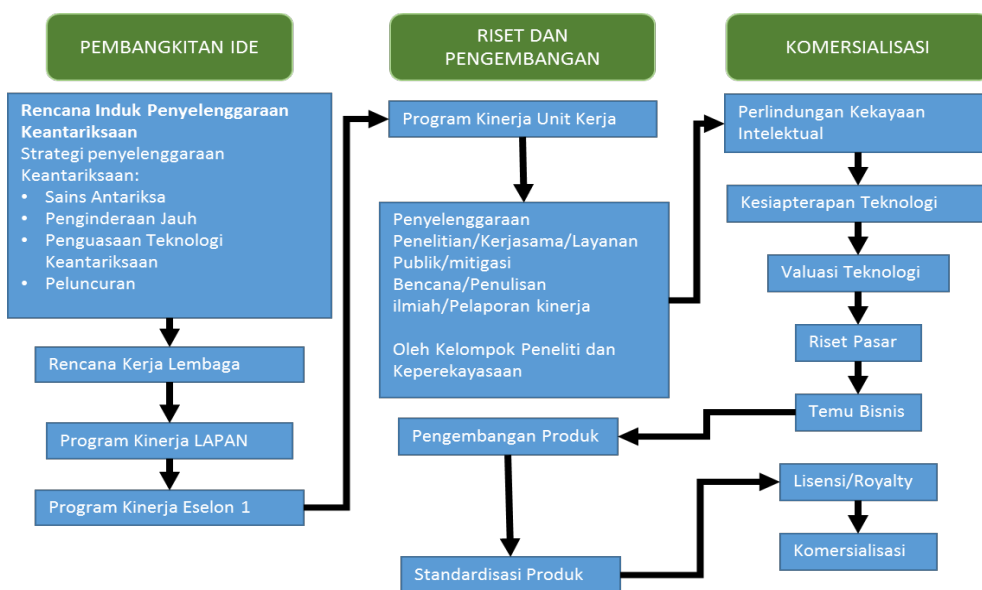 PEMBANGKITAN IDE
Rencana Induk Penyelenggaraan
Keantariksaan
Strategi penyelenggaraan
Keantariksaan:
• Sains Antariksa
• Penginderaan Jauh
• Penguasaan Teknologi
Keantariksaan
• Peluncuran
Rencana Kerja Lembaga
Program Kinerja LAPAN
Program Kinerja Eselon 1
RISET DAN
PENGEMBANGAN
Program Kinerja Unit Kerja
Penyelenggaraan
Penelitian/Kerjasama/Layanan
Publik/mitigasi
Bencana/Penulisan
ilmiah/Pelaporan kinerja
Oleh Kelompok Peneliti dan
Keperekayasaan
Pengembangan Produk
Standardisasi Produk
KOMERSIALISASI
Perlindungan Kekayaan
Intelektual
Kesiapterapan Teknologi
Valuasi Teknologi
Riset Pasar
Temu Bisnis
Lisensi/Royalty
Komersialisasi